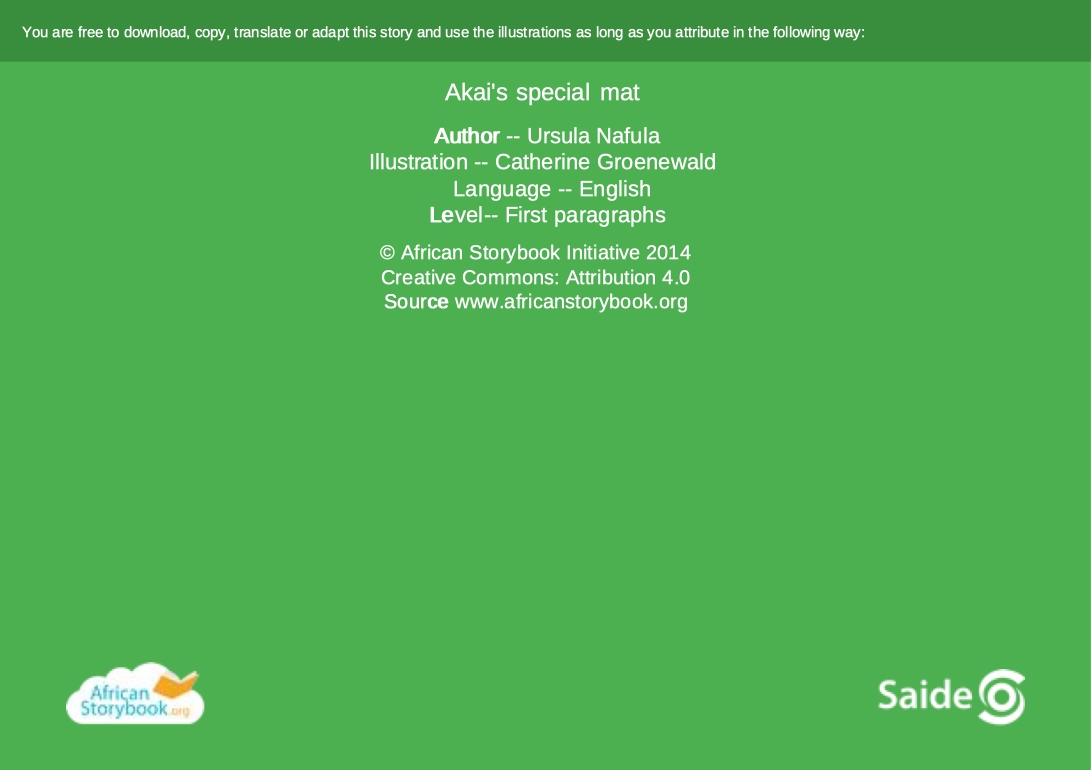 You are free to download, copy, translate or adapt this story and use the illustrations as long as you attribute in the following way:
Akai's special mat
Author -- Ursula Nafula
Illustration -- Catherine Groenewald
Language -- English
Level-- First paragraphs
© African Storybook Initiative 2014
Creative Commons: Attribution 4.0
Source www.africanstorybook.org
African
Storybook.org
Saide